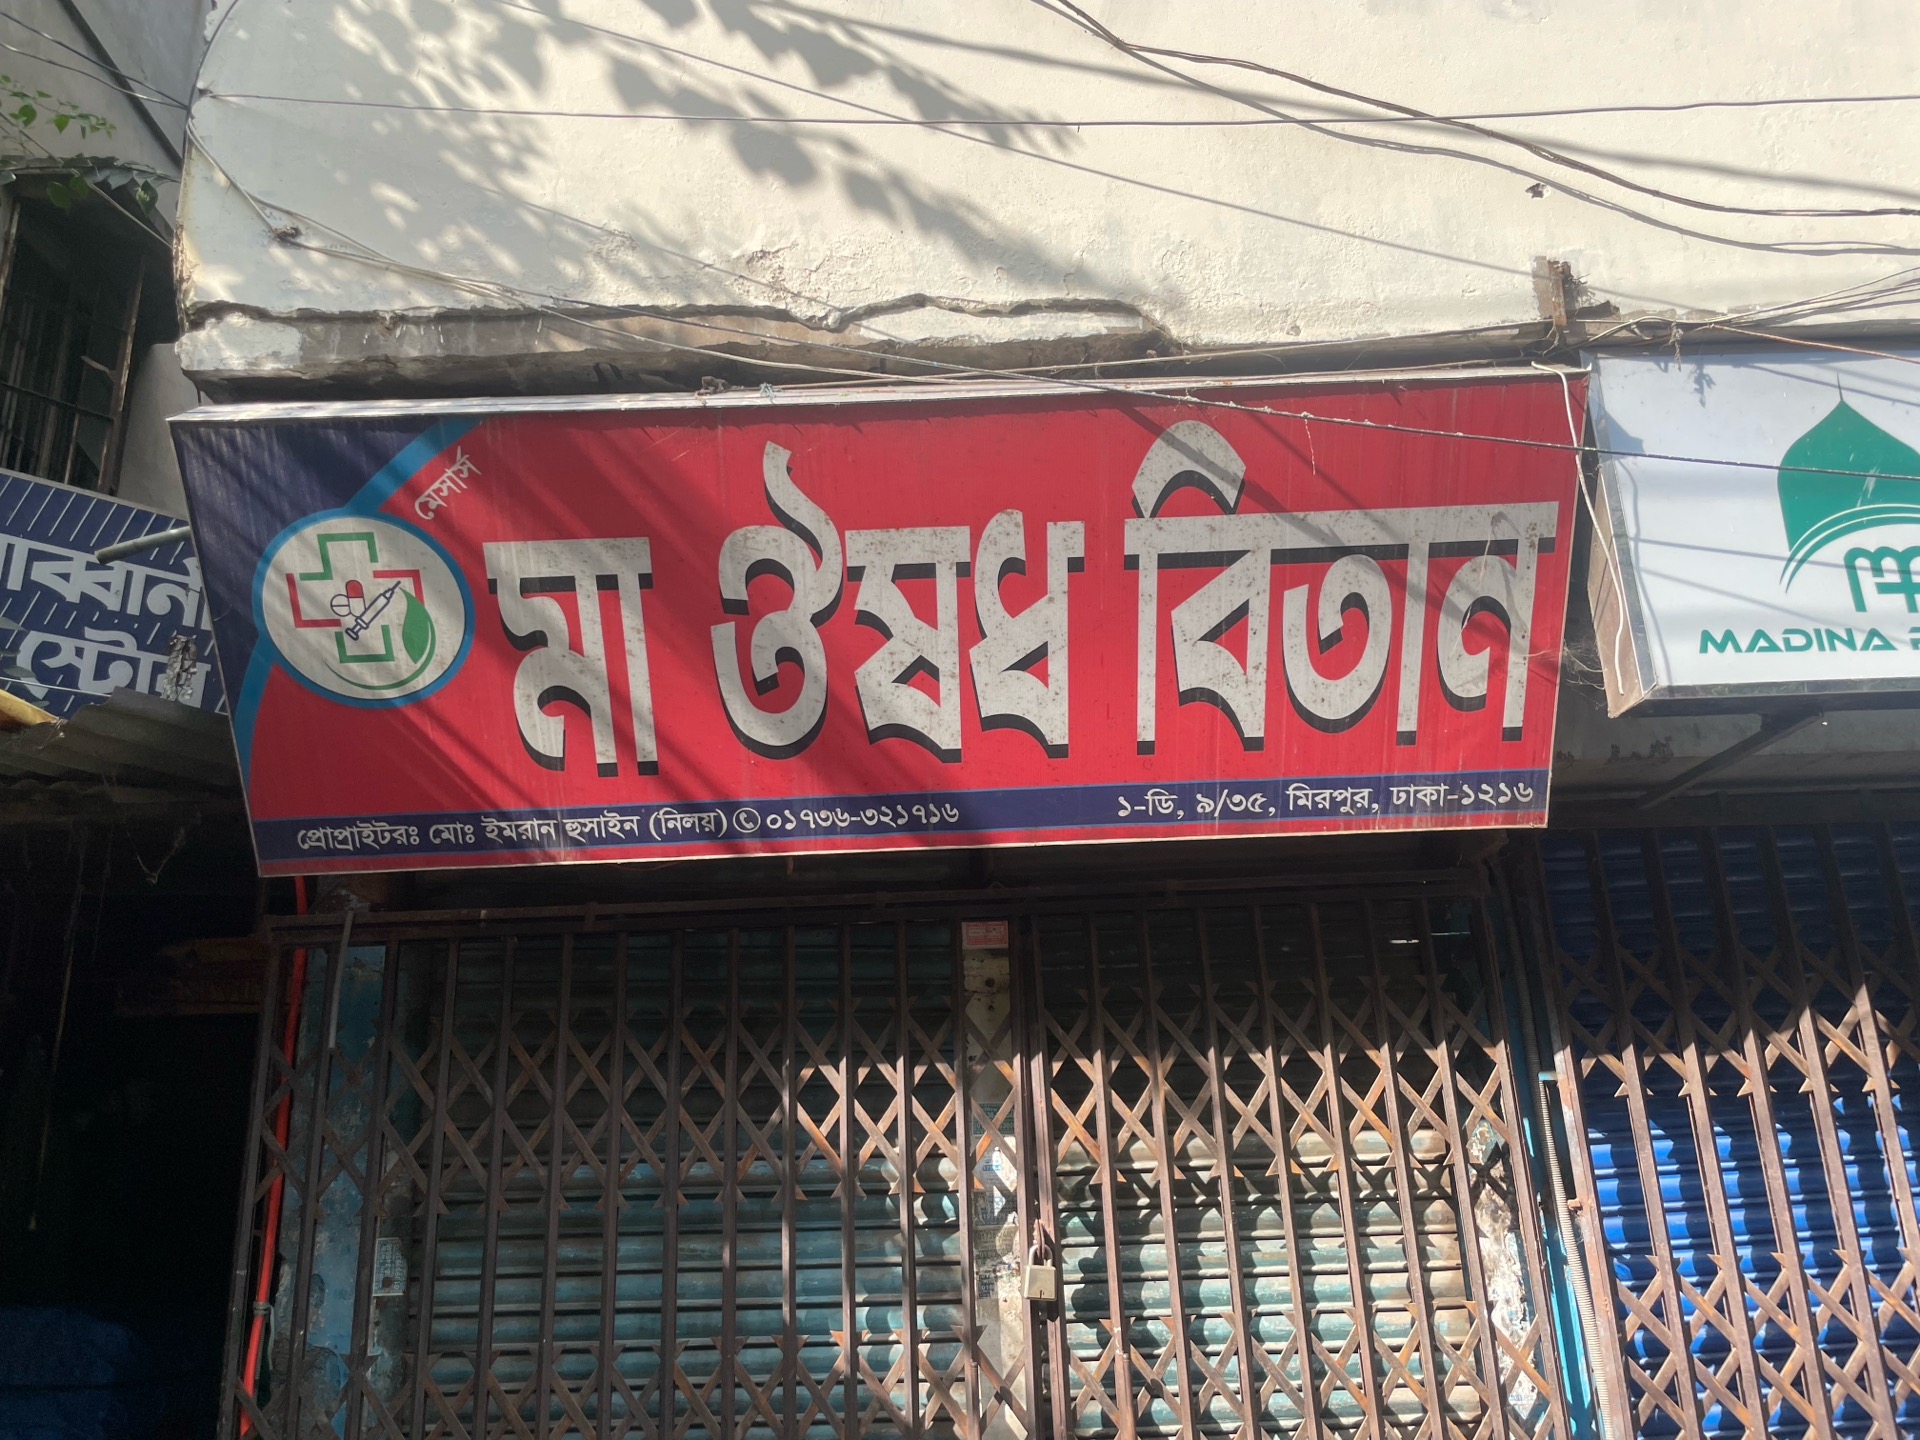 মেসার্স
মা ঔষধ বিতান
প্রোপ্রাইটরঃ মোঃ ইমরান হুসাইন (নিলয়) ০১৭৩৬-৩২১৭১৬
১-ডি, ৯/৩৫, মিরপুর, ঢাকা-১২১৬
MADINA
স্টোর